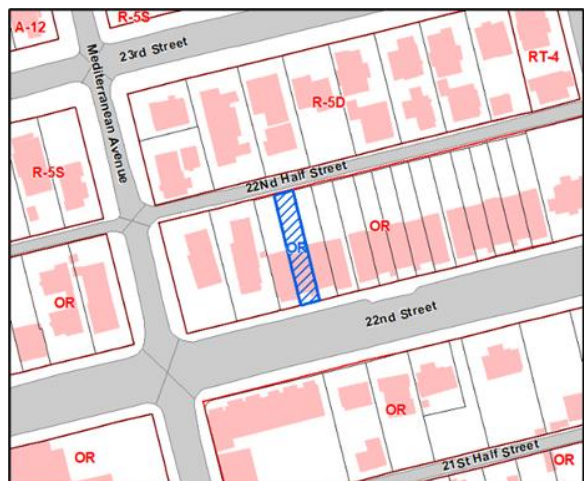 R-5S
A-12
23rd Street
Mediterranean Avenue
RT-4
R-5D
R-5S
22Nd Half Street
OR
OR
OR
22nd Street
OR
21St Half Street
OR
OR